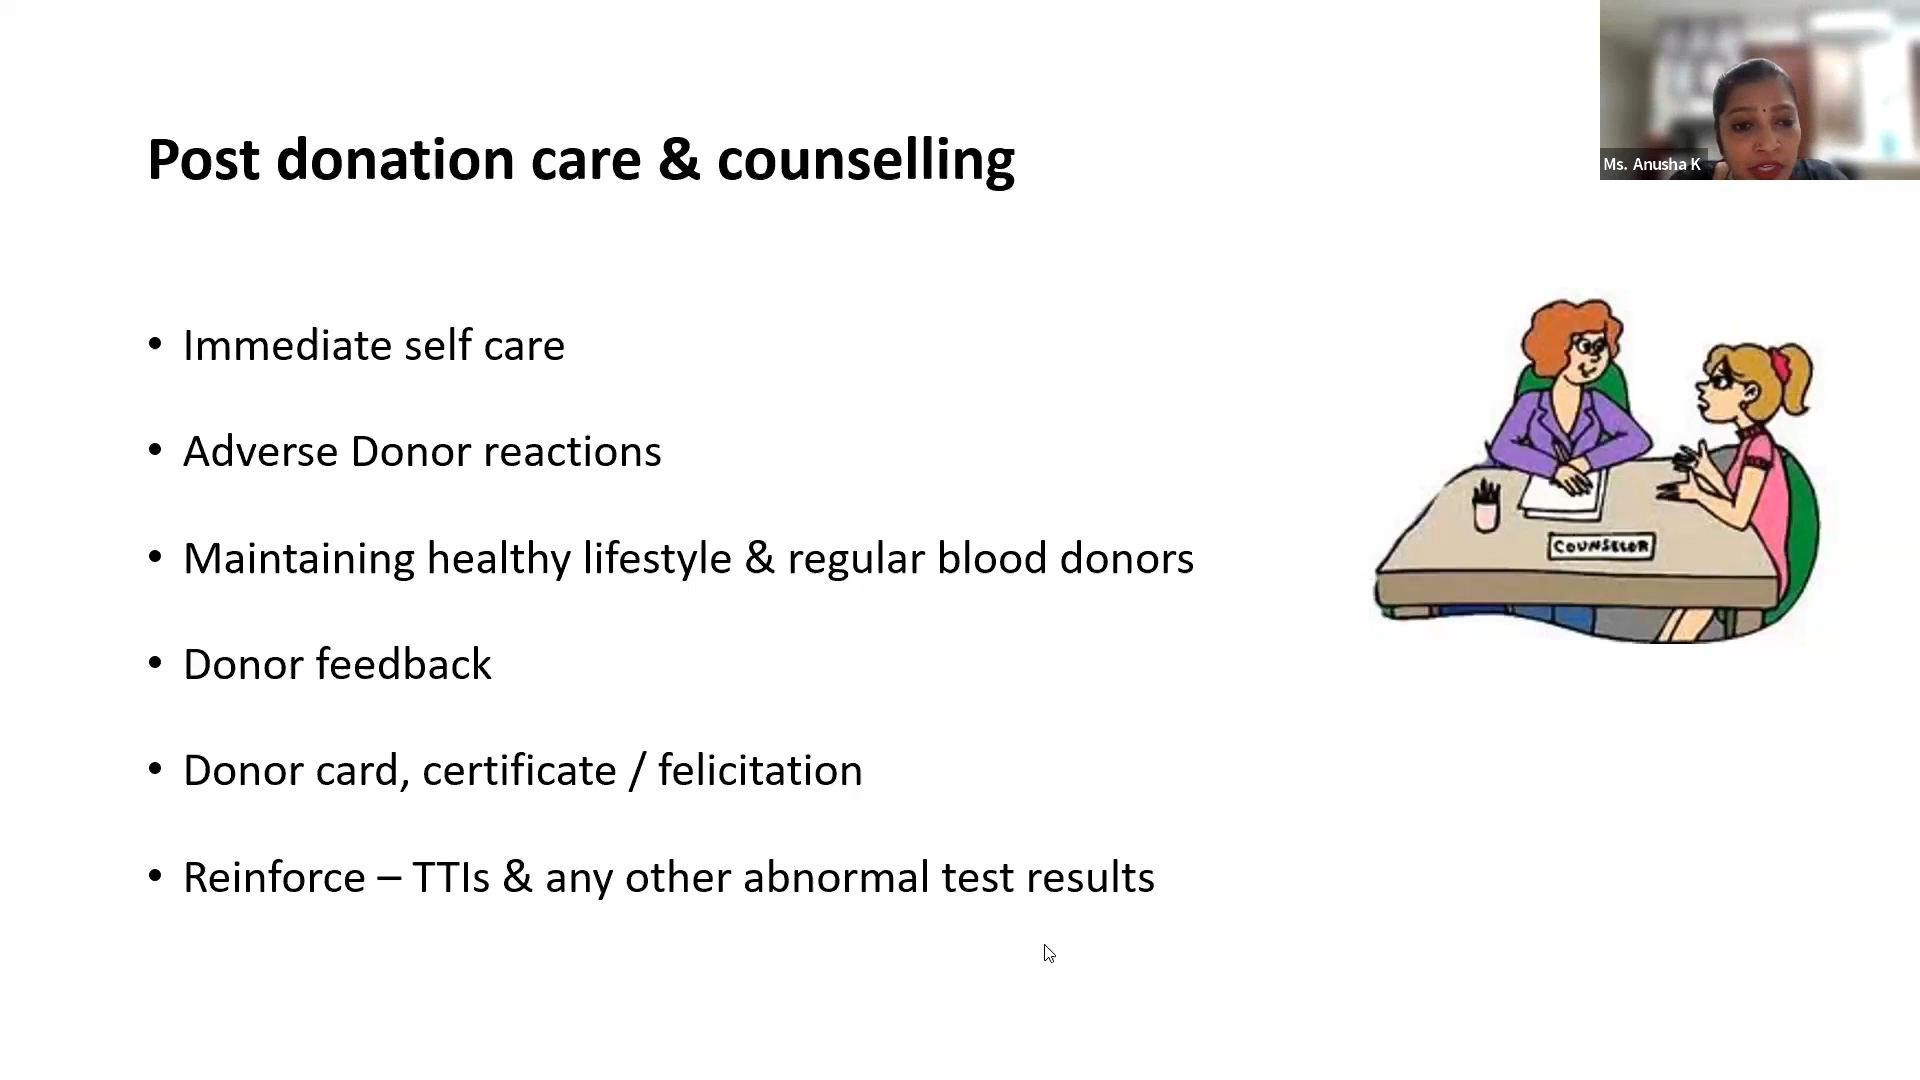 Post donation care & counselling
Ms. Anusha K
• Immediate self care
• Adverse Donor reactions
• Maintaining healthy lifestyle & regular blood donors
• Donor feedback
• Donor card, certificate / felicitation
• Reinforce – TTIs & any other abnormal test results
COUNSELOR